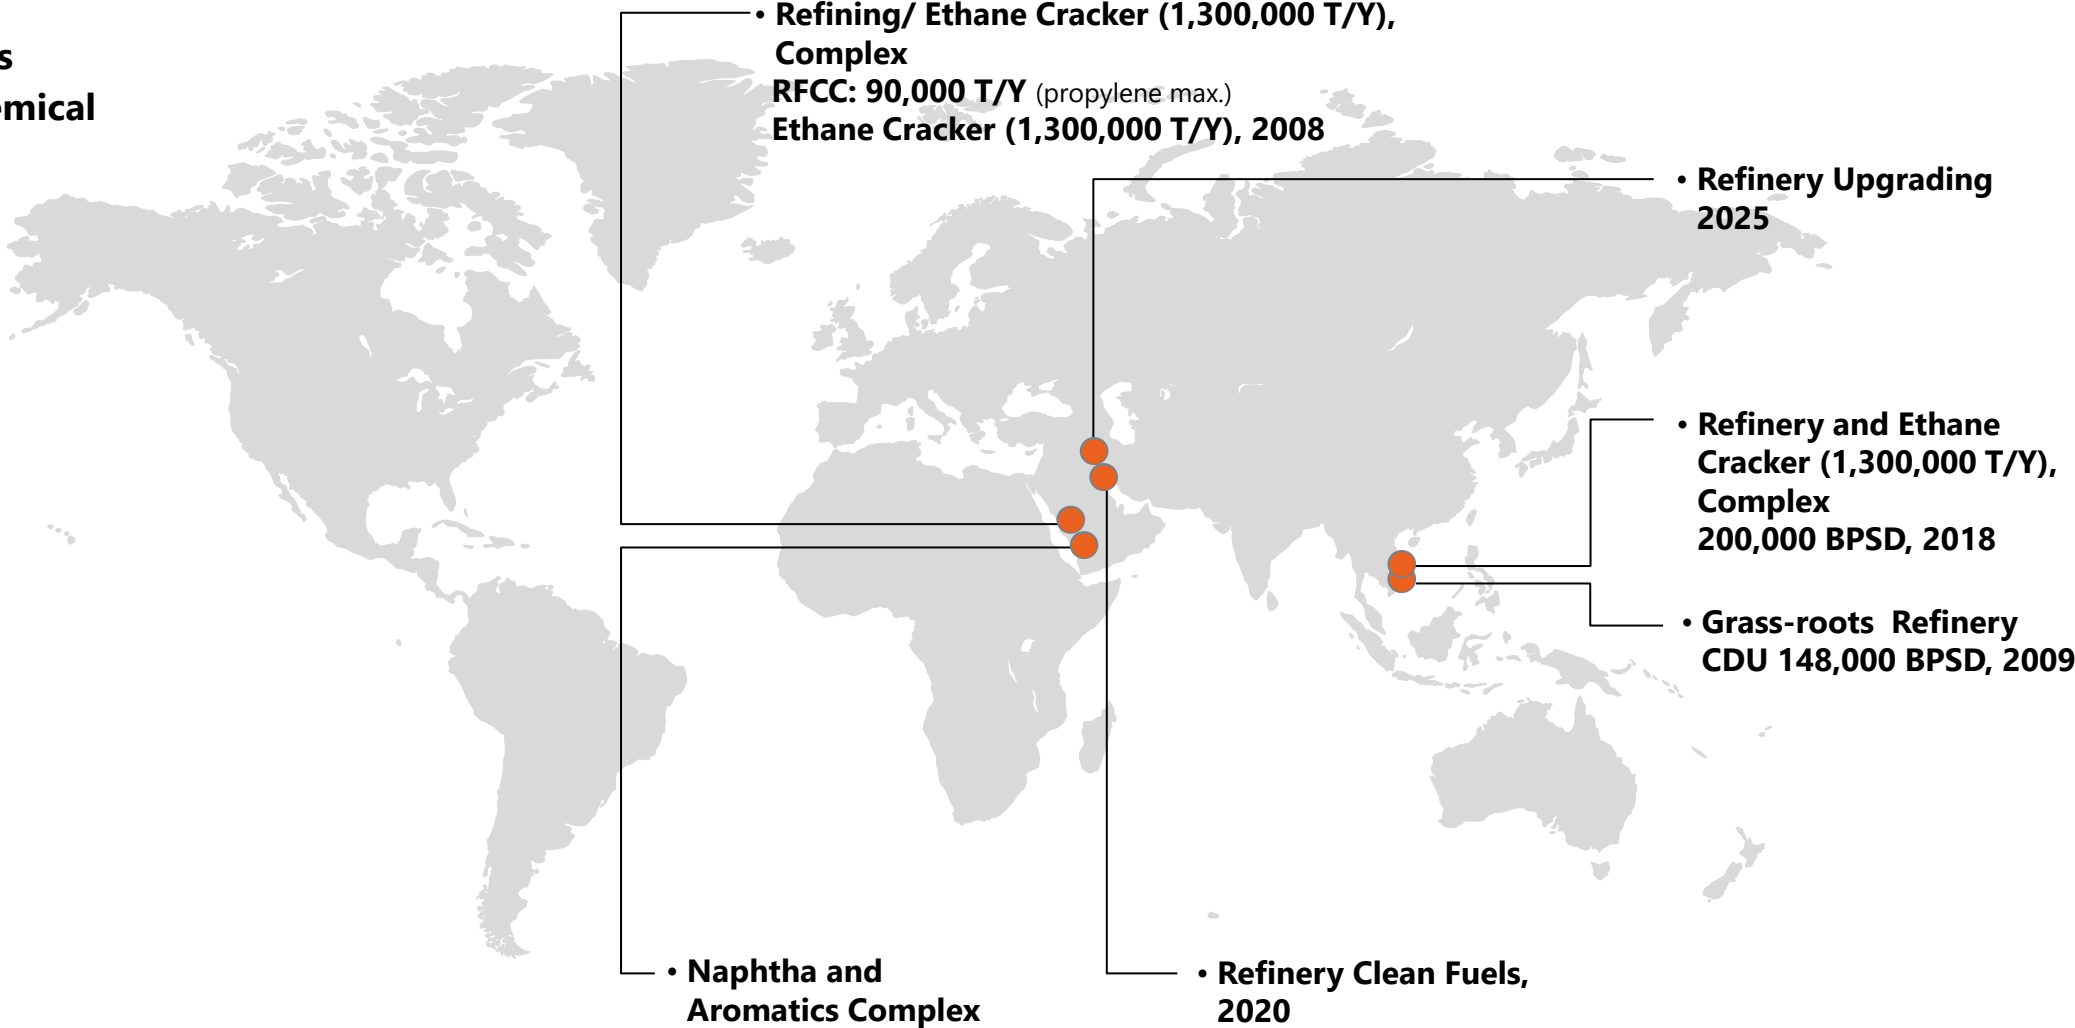 • Refining/ Ethane Cracker (1,300,000 T/Y),
Complex
RFCC: 90,000 T/Y (propylene max.)
Ethane Cracker (1,300,000 T/Y), 2008
• Refinery Upgrading
2025
• Refinery and Ethane
Cracker (1,300,000 T/Y),
Complex
200,000 BPSD, 2018
• Grass-roots  Refinery
CDU 148,000 BPSD, 2009
• Naphtha and
Aromatics Complex
• Refinery Clean Fuels,
2020